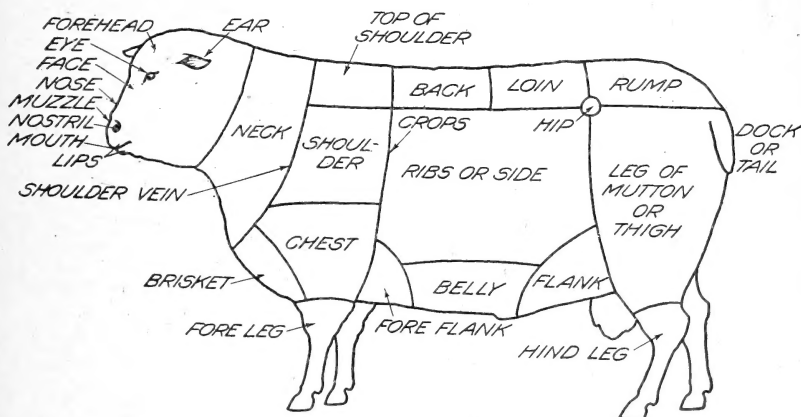 FOREHEAD
EYE
FACE
NOSE
MUZZLE
NOSTRIL
MOUTH
LIPS
EAR
TOP OF
SHOULDER
BACK
LOIN
RUMP
NECK
SHOUL-
DER
CROPS
HIP
DOCK
OR
TAIL
SHOULDER VEIN
RIBS OR SIDE
LEG OF
MUTTON
OR
THIGH
CHEST
BRISKET
BELLY
FLANK
FORE LEG
FORE FLANK
HIND LEG